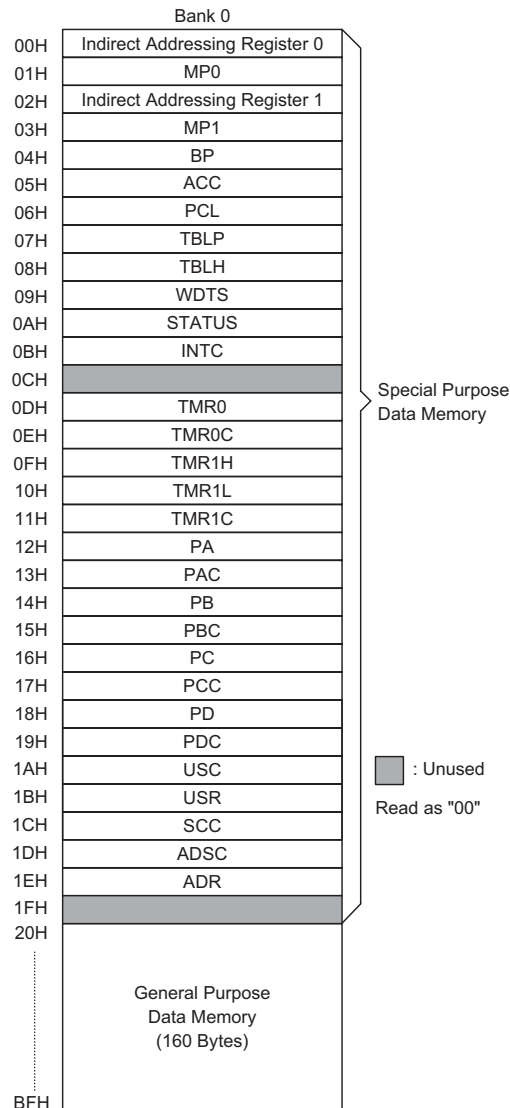 Bank 0
00H Indirect Addressing Register 0
01H MP0
02H Indirect Addressing Register 1
03H MP1
04H BP
05H ACC
06H PCL
07H TBLP
08H TBLH
09H WDTS
0AH STATUS
0BH INTC
0CH
0DH TMR0
0EH TMR0C
0FH TMR1H
10H TMR1L
11H TMR1C
12H PA
13H PAC
14H PB
15H PBC
16H PC
17H PCC
18H PD
19H PDC
1AH USC
1BH USR
1CH SCC
1DH ADSC
1EH ADR
1FH
20H
General Purpose
Data Memory
(160 Bytes)
BFH
Special Purpose
Data Memory
: Unused
Read as "00"